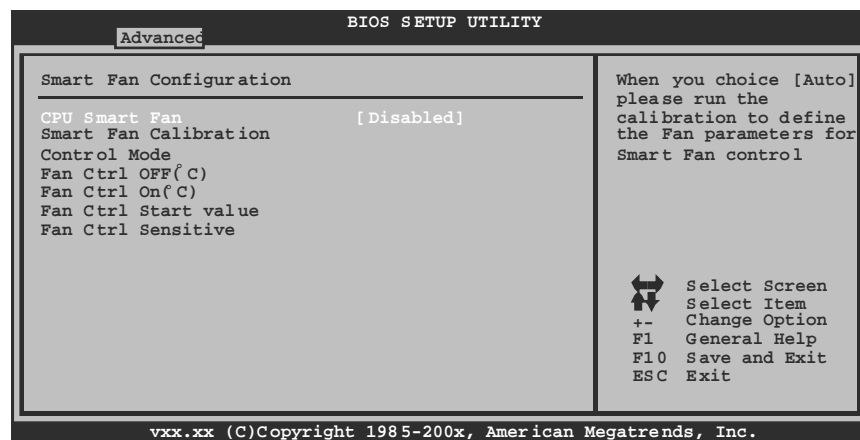 BIOS SETUP UTILITY
Advanced
Smart Fan Configuration
CPU Smart Fan [Disabled]
Smart Fan Calibration
Control Mode
Fan Ctrl OFF(°C)
Fan Ctrl On(°C)
Fan Ctrl Start value
Fan Ctrl Sensitive
When you choice [Auto]
please run the
calibration to define
the Fan parameters for
Smart Fan control
Select Screen
Select Item
+- Change Option
F1 General Help
F10 Save and Exit
ESC Exit
vxx.xx (C)Copyright 1985-200x, American Megatrends, Inc.